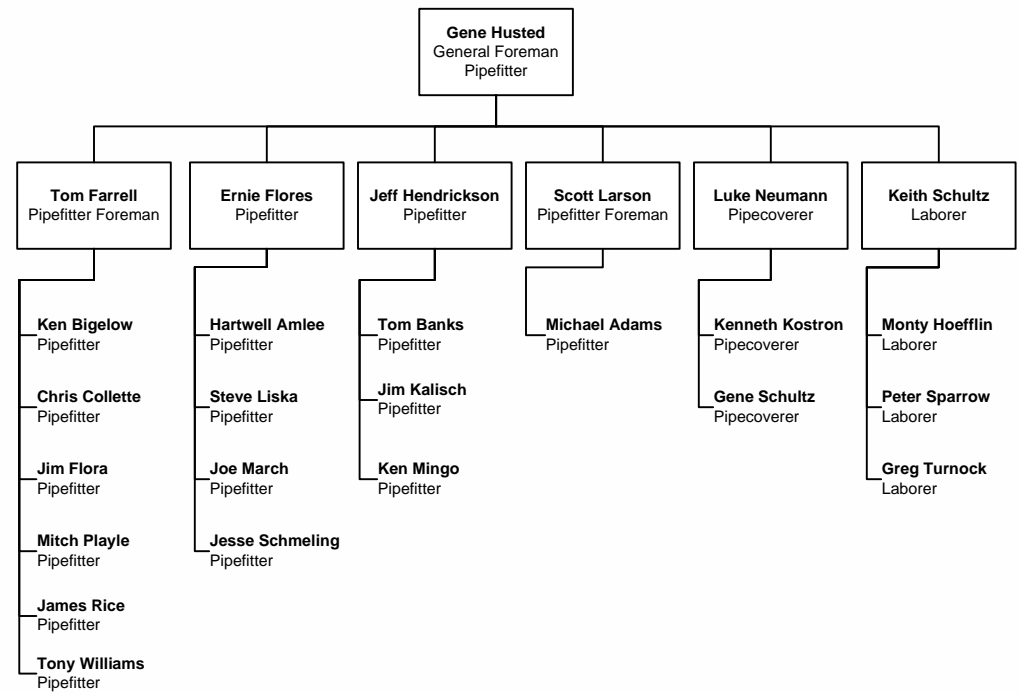 Gene Husted
General Foreman
Pipefitter
Tom Farrell
Pipefitter Foreman
Ernie Flores
Pipefitter
Jeff Hendrickson
Pipefitter
Scott Larson
Pipefitter Foreman
Luke Neumann
Pipecoverer
Keith Schultz
Laborer
Ken Bigelow
Pipefitter
Chris Collette
Pipefitter
Jim Flora
Pipefitter
Mitch Playle
Pipefitter
James Rice
Pipefitter
Tony Williams
Pipefitter
Hartwell Amlee
Pipefitter
Steve Liska
Pipefitter
Joe March
Pipefitter
Jesse Schmeling
Pipefitter
Tom Banks
Pipefitter
Jim Kalisch
Pipefitter
Ken Mingo
Pipefitter
Michael Adams
Pipefitter
Kenneth Kostron
Pipecoverer
Gene Schultz
Pipecoverer
Monty Hoefflin
Laborer
Peter Sparrow
Laborer
Greg Turnock
Laborer